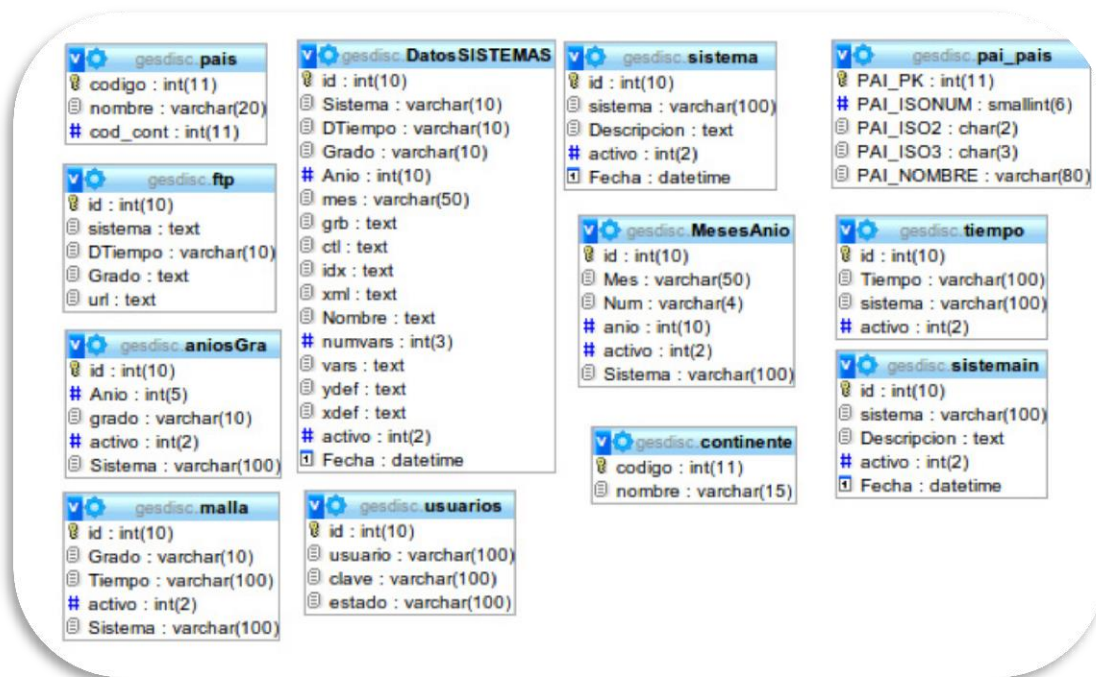 gesdisc.pais
codigo : int(11)
nombre : varchar(20)
# cod_cont : int(11)
gesdisc.ftp
id : int(10)
sistema : text
DTiempo : varchar(10)
Grado : text
url : text
gesdisc.aniosGra
id : int(10)
# Anio : int(5)
grado : varchar(10)
# activo : int(2)
Sistema : varchar(100)
gesdisc.malla
id : int(10)
Grado : varchar(10)
Tiempo : varchar(100)
# activo : int(2)
Sistema : varchar(100)
gesdisc.DatosSISTEMAS
id : int(10)
Sistema : varchar(10)
DTiempo : varchar(10)
Grado : varchar(10)
# Anio : int(10)
mes : varchar(50)
grb : text
ctl : text
idx : text
xml : text
Nombre : text
# numvars : int(3)
vars : text
ydef : text
xdef : text
# activo : int(2)
Fecha : datetime
gesdisc.usuarios
id : int(10)
usuario : varchar(100)
clave : varchar(100)
estado : varchar(100)
gesdisc.sistema
id : int(10)
sistema : varchar(100)
Descripcion : text
# activo : int(2)
Fecha : datetime
gesdisc.MesesAnio
id : int(10)
Mes : varchar(50)
Num : varchar(4)
# anio : int(10)
# activo : int(2)
Sistema : varchar(100)
gesdisc.continente
codigo : int(11)
nombre : varchar(15)
gesdisc.pai_pais
PAI_PK : int(11)
# PAI_ISONUM : smallint(6)
PAI_ISO2 : char(2)
PAI_ISO3 : char(3)
PAI_NOMBRE : varchar(80)
gesdisc.tiempo
id : int(10)
Tiempo : varchar(100)
sistema : varchar(100)
# activo : int(2)
gesdisc.sistemain
id : int(10)
sistema : varchar(100)
Descripcion : text
# activo : int(2)
Fecha : datetime